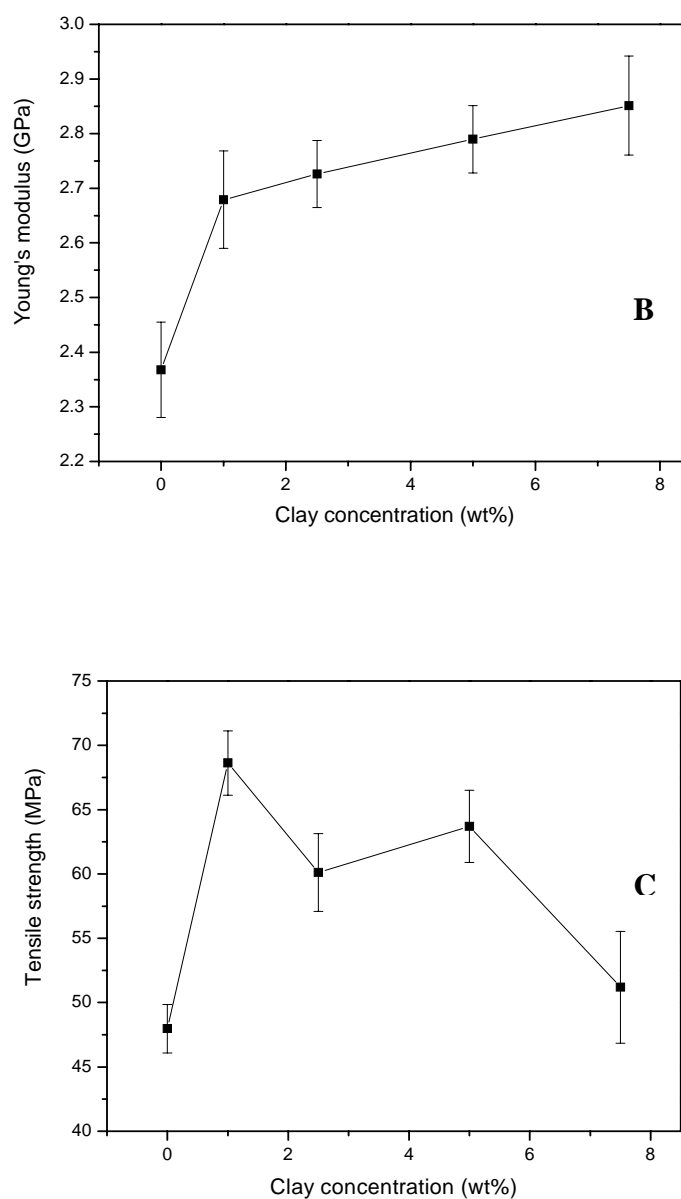 3.0
2.9
2.8
2.7
2.6
2.5
2.4
2.3
2.2
Young's modulus (GPa)
B
0 2 4 6 8
Clay concentration (wt%)
75
70
65
60
55
50
45
40
Tensile strength (MPa)
C
0 2 4 6 8
Clay concentration (wt%)